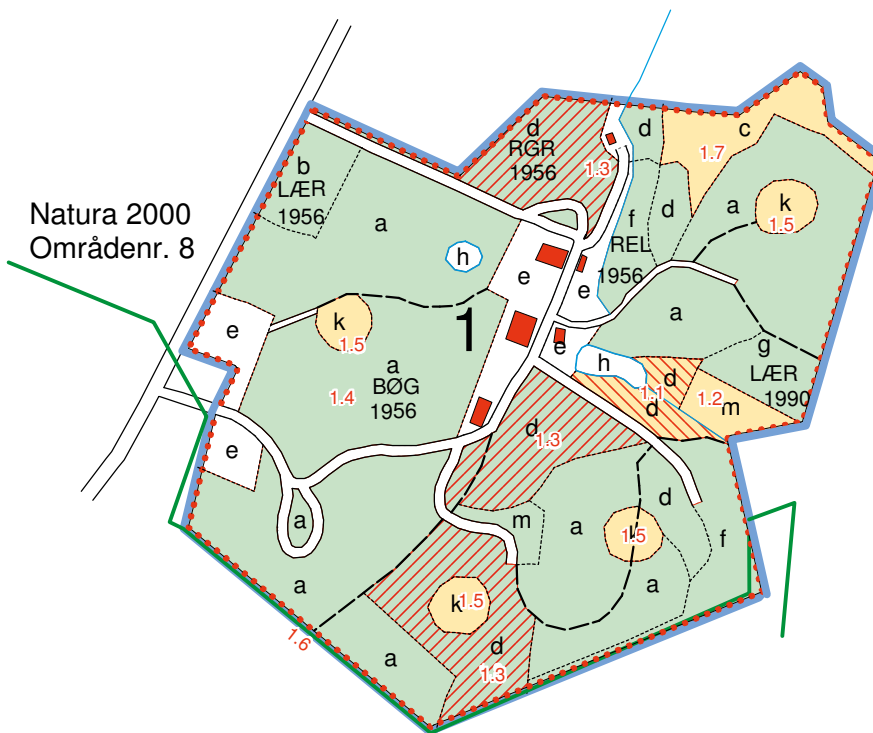 d
RGR
1956
1.3
d
c
1.7
b
LÆR
1956
a
k
1.5
a
d
f
REL
1956
Natura 2000
Områdenr. 8
h
e
e
e
k
1.5
1
a
a
BØG
1956
1.4
e
h
g
LÆR
1990
d
1.1
d
1.2
m
d
1.3
e
d
m
a
1.5
f
a
a
a
k
1.5
d
1.3
1.6
a